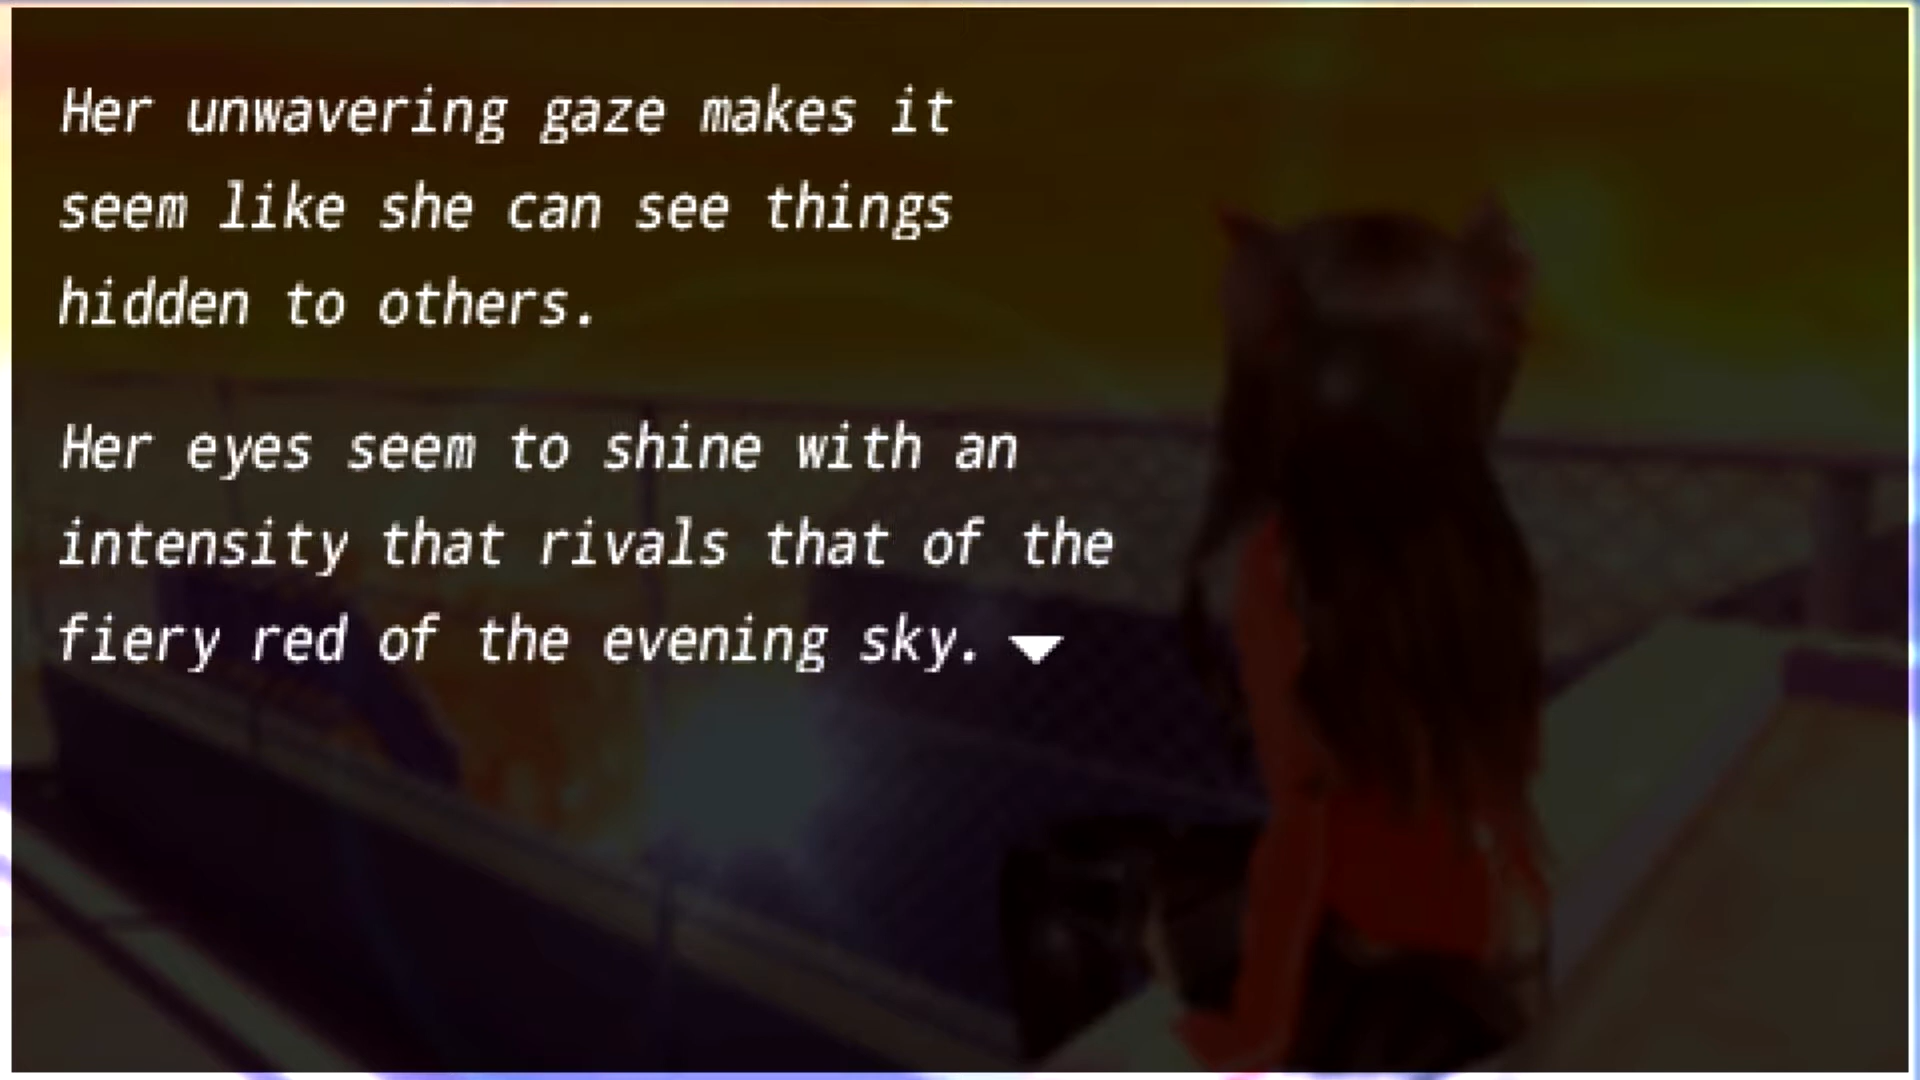 Her unwavering gaze makes it
seem like she can see things
hidden to others.
Her eyes seem to shine with an
intensity that rivals that of the
fiery red of the evening sky.